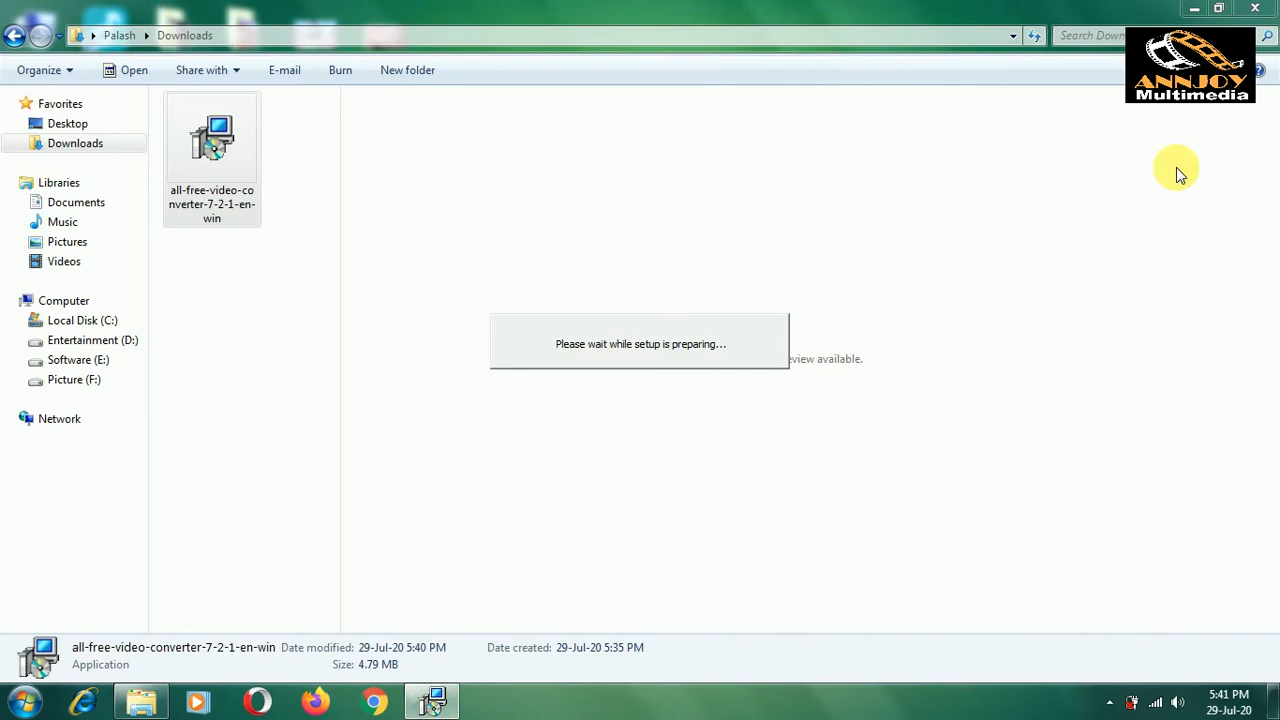 Palash
Downloads
Search Down
ANNJOY
Multimedia
Organize
Open
Share with
E-mail
Burn
New folder
Favorites
Desktop
Downloads
Libraries
Documents
Music
Pictures
Videos
Computer
Local Disk (C:)
Entertainment (D:)
Software (E:)
Picture (F:)
Network
all-free-video-co
nverter-7-2-1-en-
win
Please wait while setup is preparing...
eview available.
all-free-video-converter-7-2-1-en-win
Date modified: 29-Jul-20 5:40 PM
Date created: 29-Jul-20 5:35 PM
Application
Size: 4.79 MB
5:41 PM
29-Jul-20